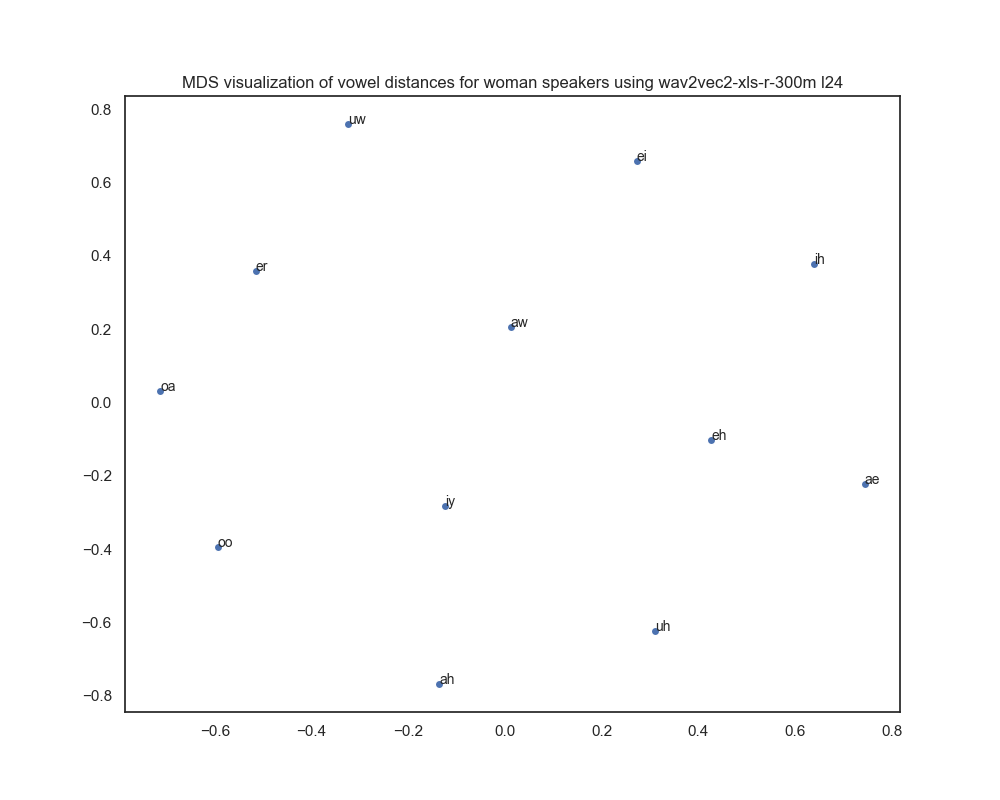 MDS visualization of vowel distances for woman speakers using wav2vec2-xls-r-300m l24
0.8
uw
ei
0.6
0.4
er
ih
0.2
aw
oa
0.0
eh
−0.2
ae
iy
−0.4
oo
−0.6
uh
ah
−0.8
−0.6 −0.4 −0.2 0.0 0.2 0.4 0.6 0.8